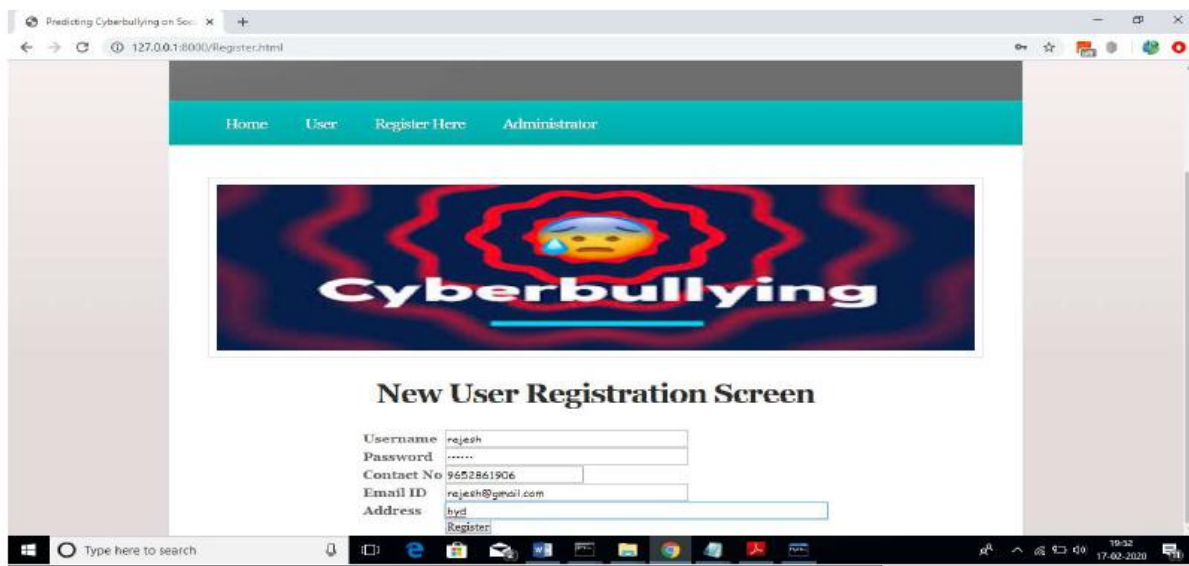 Predicting Cyberbullying on Soc
127.0.0.1:8000/Register.html
Home User Register Here Administrator
Cyberbullying
New User Registration Screen
Username rajesh
Password ······
Contact No 9652861906
Email ID rajesh@gmail.com
Address hyd
Register
Type here to search
19:52
17-02-2020